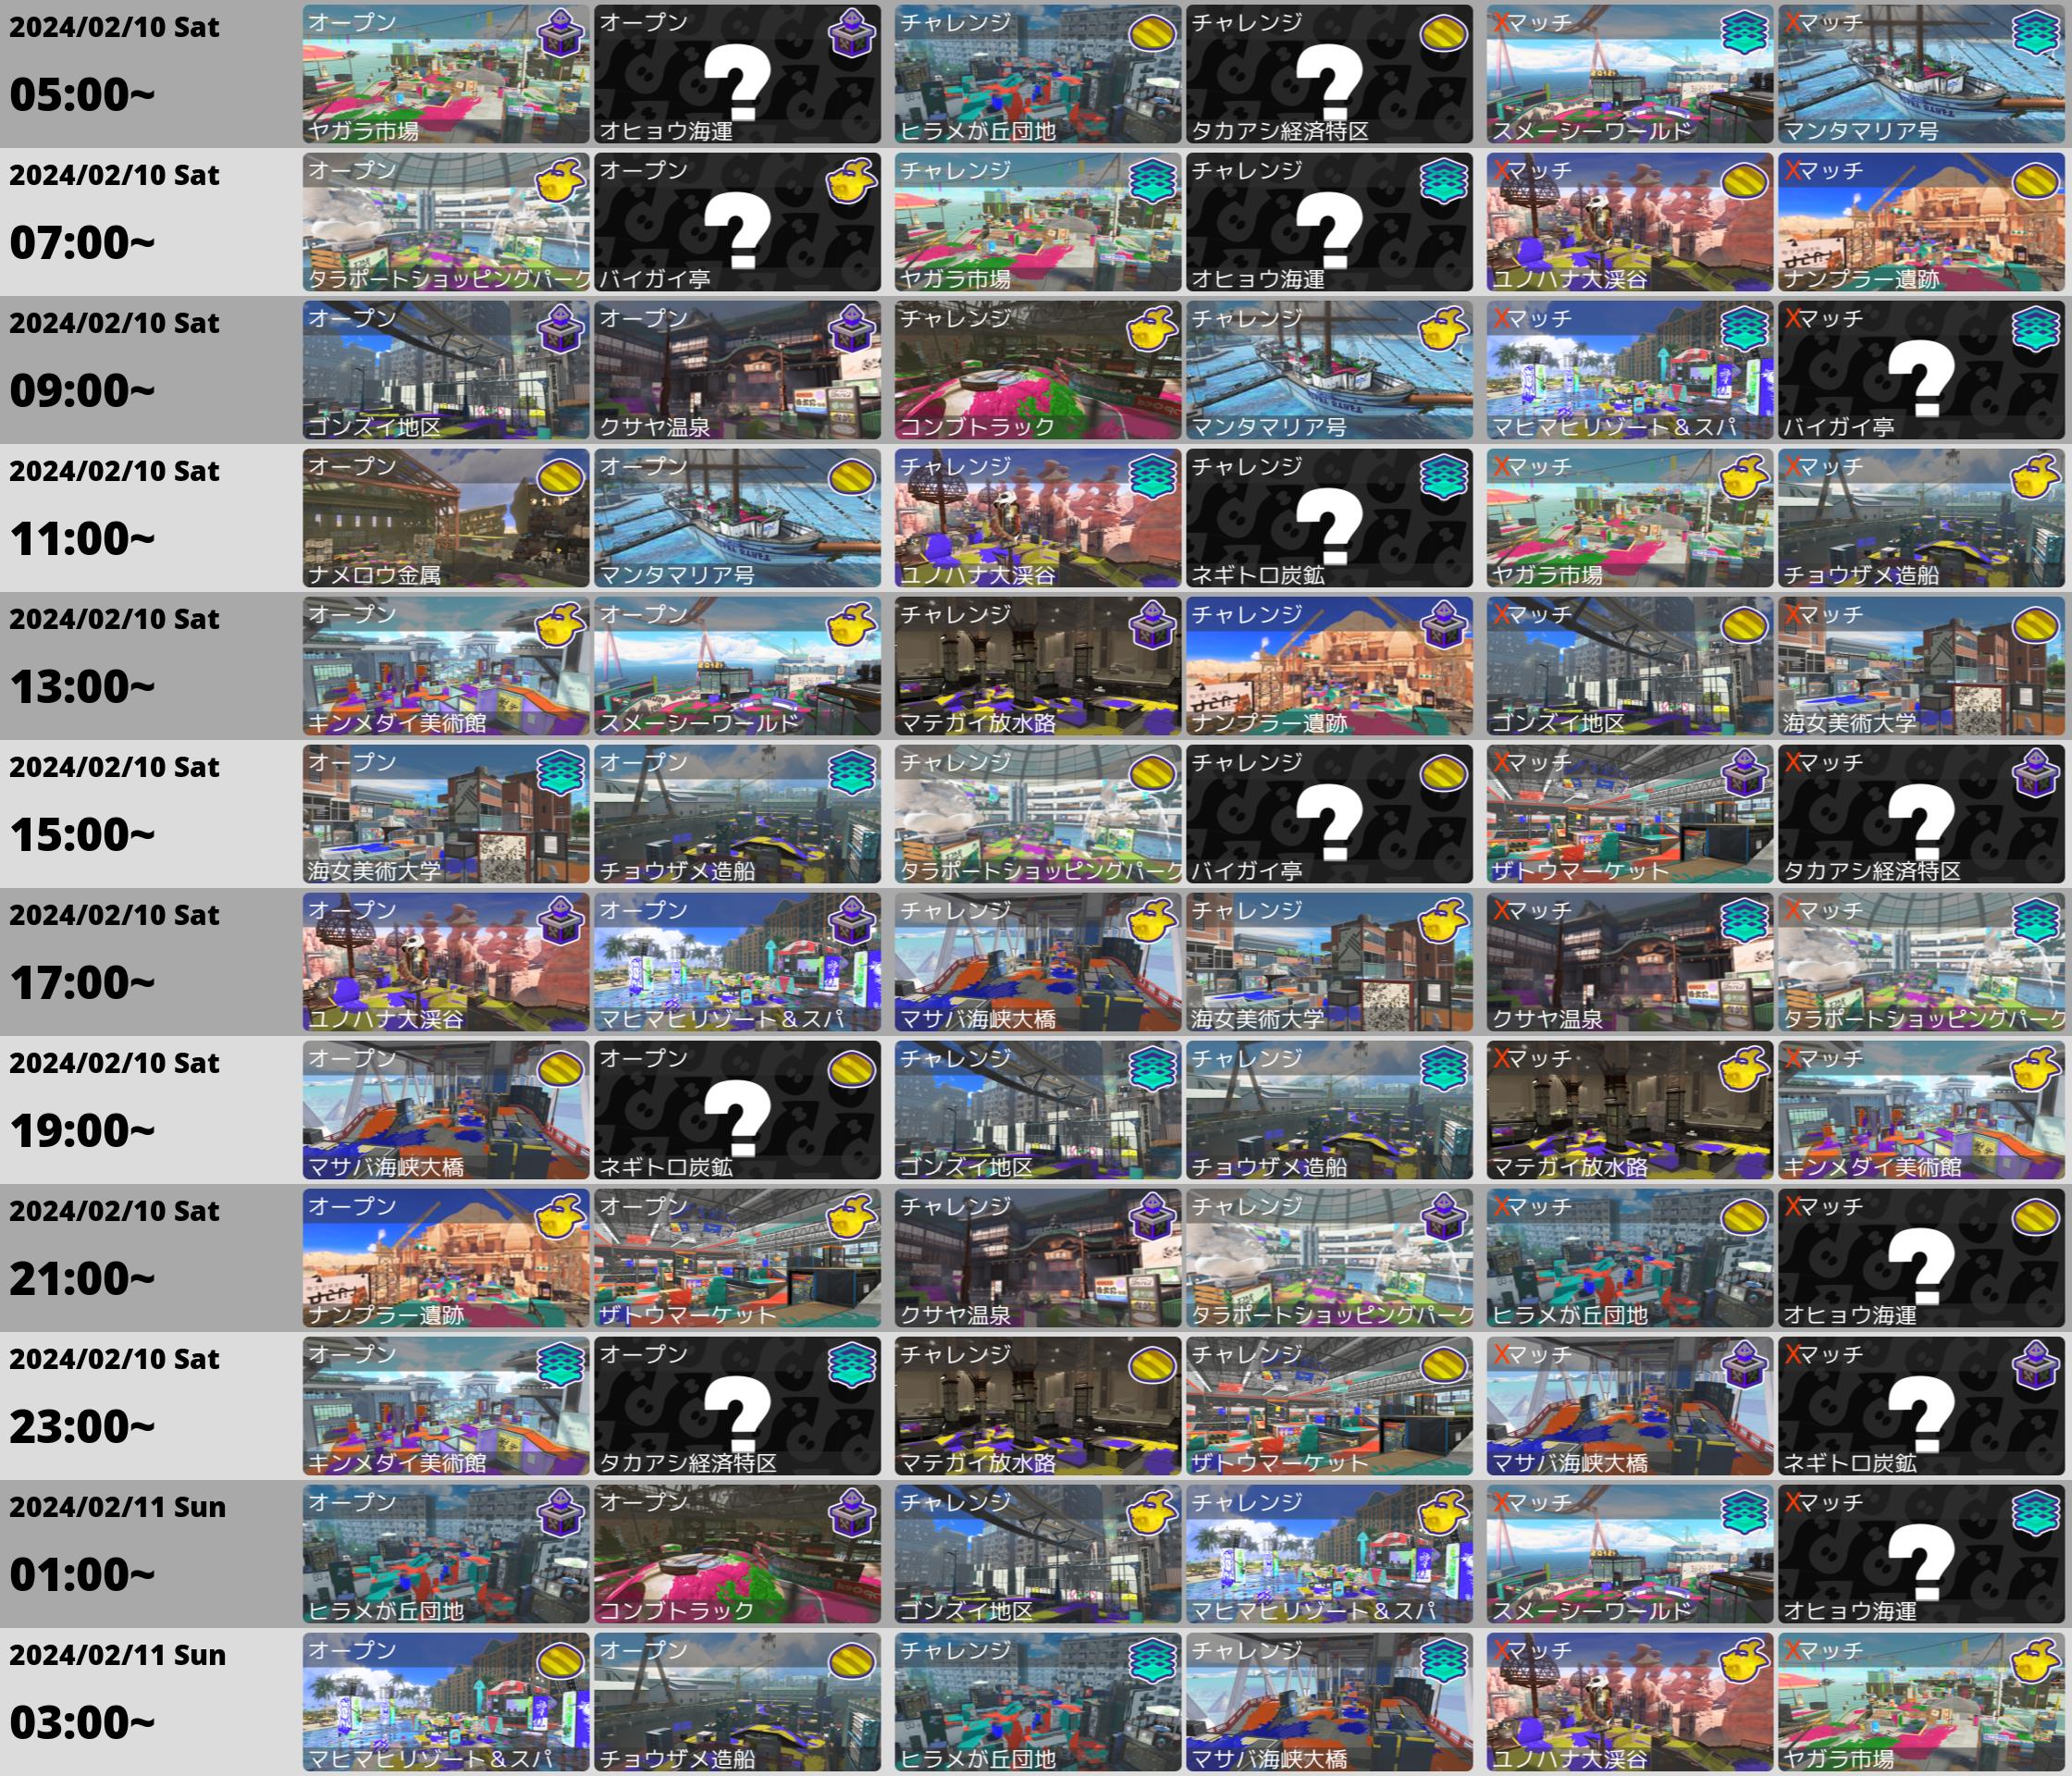 2024/02/10 Sat
05:00~
オープン
ヤガラ市場
オープン
?
オヒョウ海運
チャレンジ
ヒラメが丘団地
チャレンジ
?
タカアシ経済特区
Xマッチ
スメーシーワールド
Xマッチ
マンタマリア号
2024/02/10 Sat
07:00~
オープン
タラポートショッピングパーク
オープン
?
バイガイ亭
チャレンジ
ヤガラ市場
チャレンジ
?
オヒョウ海運
Xマッチ
ユノハナ大渓谷
Xマッチ
ナンプラー遺跡
2024/02/10 Sat
09:00~
オープン
ゴンズイ地区
オープン
クサヤ温泉
チャレンジ
コンブトラック
チャレンジ
マンタマリア号
Xマッチ
マヒマヒリゾート&スパ
Xマッチ
?
バイガイ亭
2024/02/10 Sat
11:00~
オープン
ナメロウ金属
オープン
マンタマリア号
チャレンジ
ユノハナ大渓谷
チャレンジ
?
ネギトロ炭鉱
Xマッチ
ヤガラ市場
Xマッチ
チョウザメ造船
2024/02/10 Sat
13:00~
オープン
キンメダイ美術館
オープン
スメーシーワールド
チャレンジ
マテガイ放水路
チャレンジ
ナンプラー遺跡
Xマッチ
ゴンズイ地区
Xマッチ
海女美術大学
2024/02/10 Sat
15:00~
オープン
海女美術大学
オープン
チョウザメ造船
チャレンジ
タラポートショッピングパーク
チャレンジ
?
バイガイ亭
Xマッチ
ザトウマーケット
Xマッチ
?
タカアシ経済特区
2024/02/10 Sat
17:00~
オープン
ユノハナ大渓谷
オープン
マヒマヒリゾート&スパ
チャレンジ
マサバ海峡大橋
チャレンジ
海女美術大学
Xマッチ
クサヤ温泉
Xマッチ
タラポートショッピングパーク
2024/02/10 Sat
19:00~
オープン
マサバ海峡大橋
オープン
?
ネギトロ炭鉱
チャレンジ
ゴンズイ地区
チャレンジ
チョウザメ造船
Xマッチ
マテガイ放水路
Xマッチ
キンメダイ美術館
2024/02/10 Sat
21:00~
オープン
ナンプラー遺跡
オープン
ザトウマーケット
チャレンジ
クサヤ温泉
チャレンジ
タラポートショッピングパーク
Xマッチ
ヒラメが丘団地
Xマッチ
?
オヒョウ海運
2024/02/10 Sat
23:00~
オープン
キンメダイ美術館
オープン
?
タカアシ経済特区
チャレンジ
マテガイ放水路
チャレンジ
ザトウマーケット
Xマッチ
マサバ海峡大橋
Xマッチ
?
ネギトロ炭鉱
2024/02/11 Sun
01:00~
オープン
ヒラメが丘団地
オープン
コンブトラック
チャレンジ
ゴンズイ地区
チャレンジ
マヒマヒリゾート&スパ
Xマッチ
スメーシーワールド
Xマッチ
?
オヒョウ海運
2024/02/11 Sun
03:00~
オープン
マヒマヒリゾート&スパ
オープン
チョウザメ造船
チャレンジ
ヒラメが丘団地
チャレンジ
マサバ海峡大橋
Xマッチ
ユノハナ大渓谷
Xマッチ
ヤガラ市場